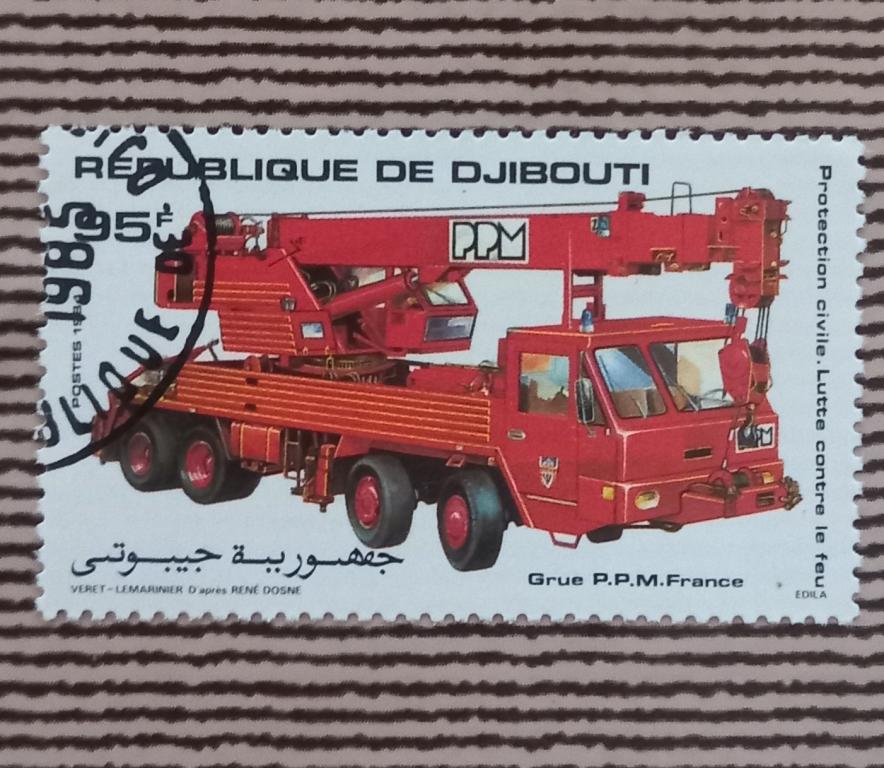 REPUBLIQUE DE DJIBOUTI
95F
PPM
Protection civile. Lutte contre le feu
1985
POSTES 1984
جمهورية جيبوتي
VERET-LEMARINIER D'après RENÉ DOSNE
Grue P.P.M.France
EDILA